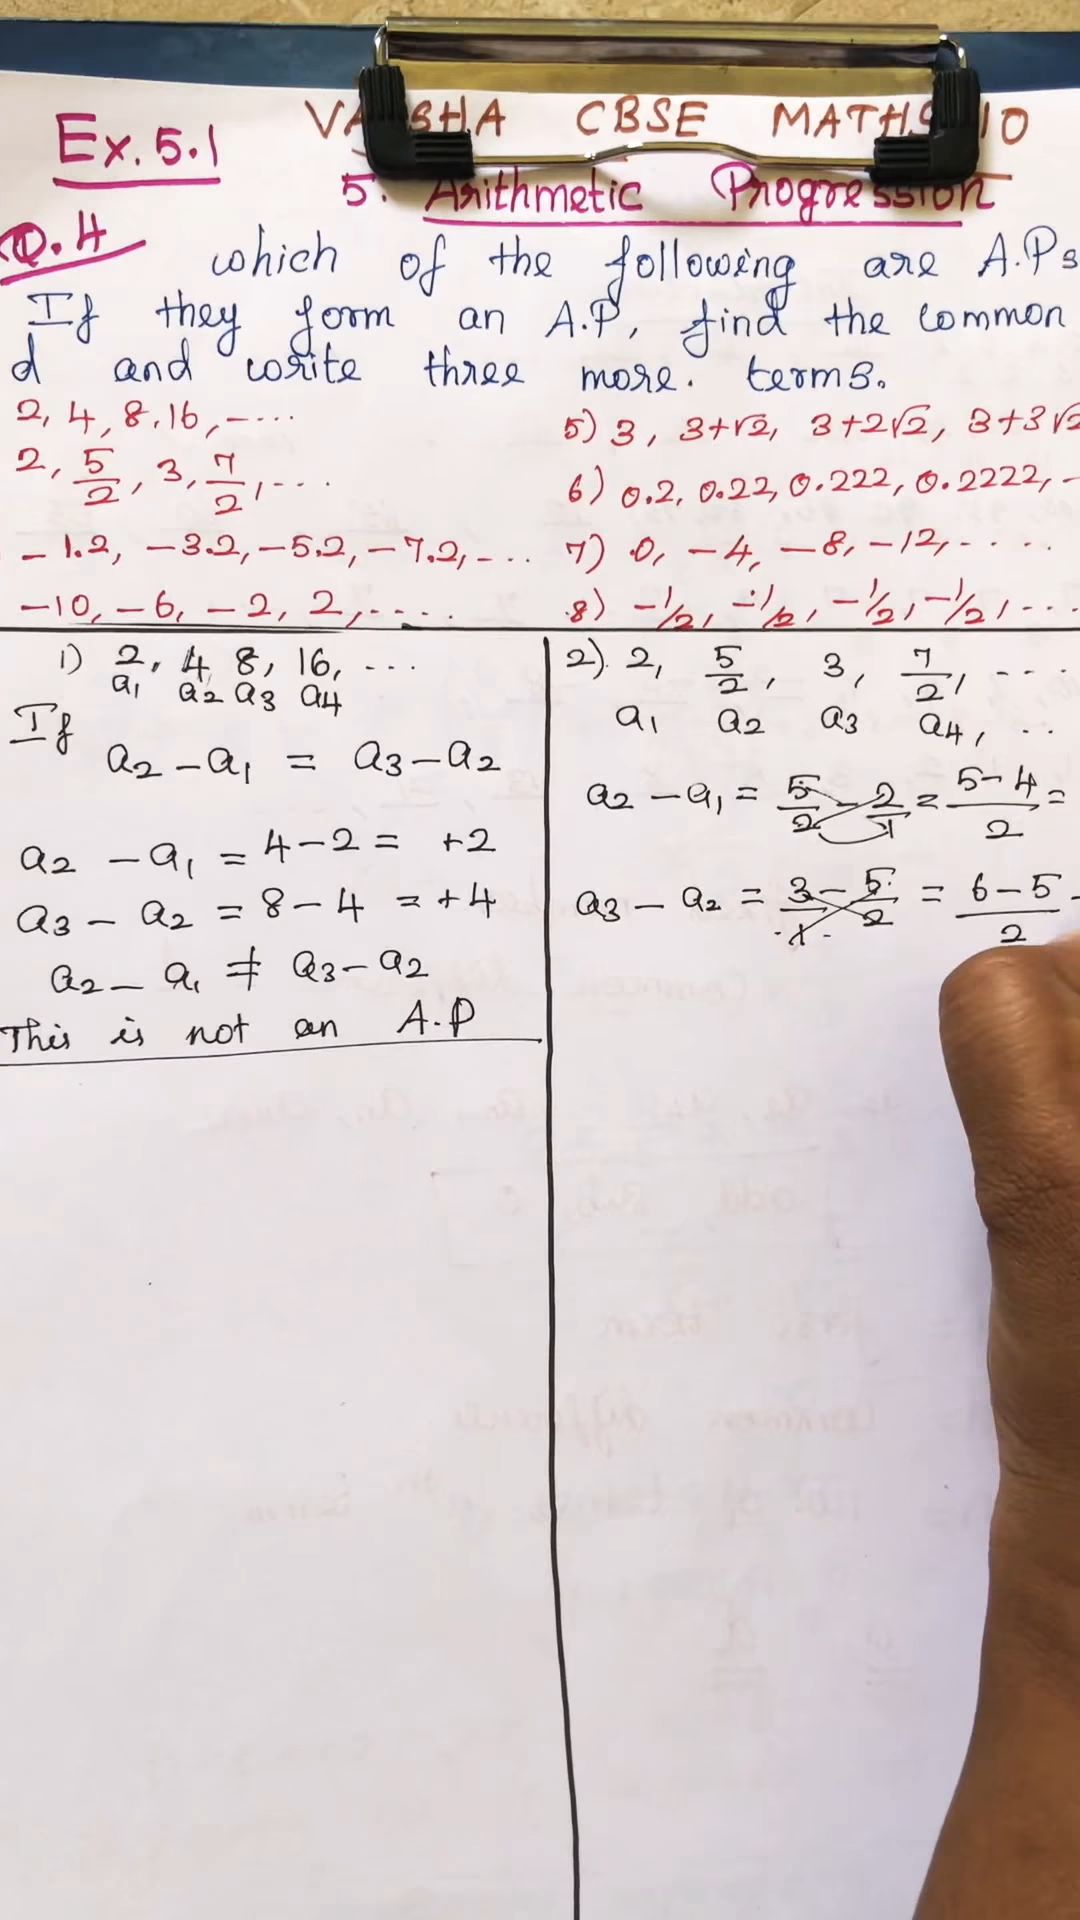 Ex. 5.1
CBSE MATHS 10
5. Arithmetic Progression
Q.4 which of the following are A.Ps
If they form an A.P, find the common
d and write three more. terms.
2, 4, 8, 16, -....
2, 5/2, 3, 7/2, ....
-1.2, -3.2, -5.2, -7.2, ....
-10, -6, -2, 2, ....
5) 3, 3+√2, 3+2√2, 3+3√2
6) 0.2, 0.22, 0.222, 0.2222, -
7) 0, -4, -8, -12, ....
8) -1/2, -1/2, -1/2, -1/2, ...
1) 2, 4, 8, 16, ...
a1 a2 a3 a4
If
a2 - a1 = a3 - a2
a2 - a1 = 4 - 2 = +2
a3 - a2 = 8 - 4 = +4
a2 - a1 ≠ a3 - a2
This is not an A.P
2) 2, 5/2, 3, 7/2, ....
a1 a2 a3 a4, ..
a2 - a1 = 5/2 - 2/1 = 5-4/2 =
a3 - a2 = 3/1 - 5/2 = 6-5/2